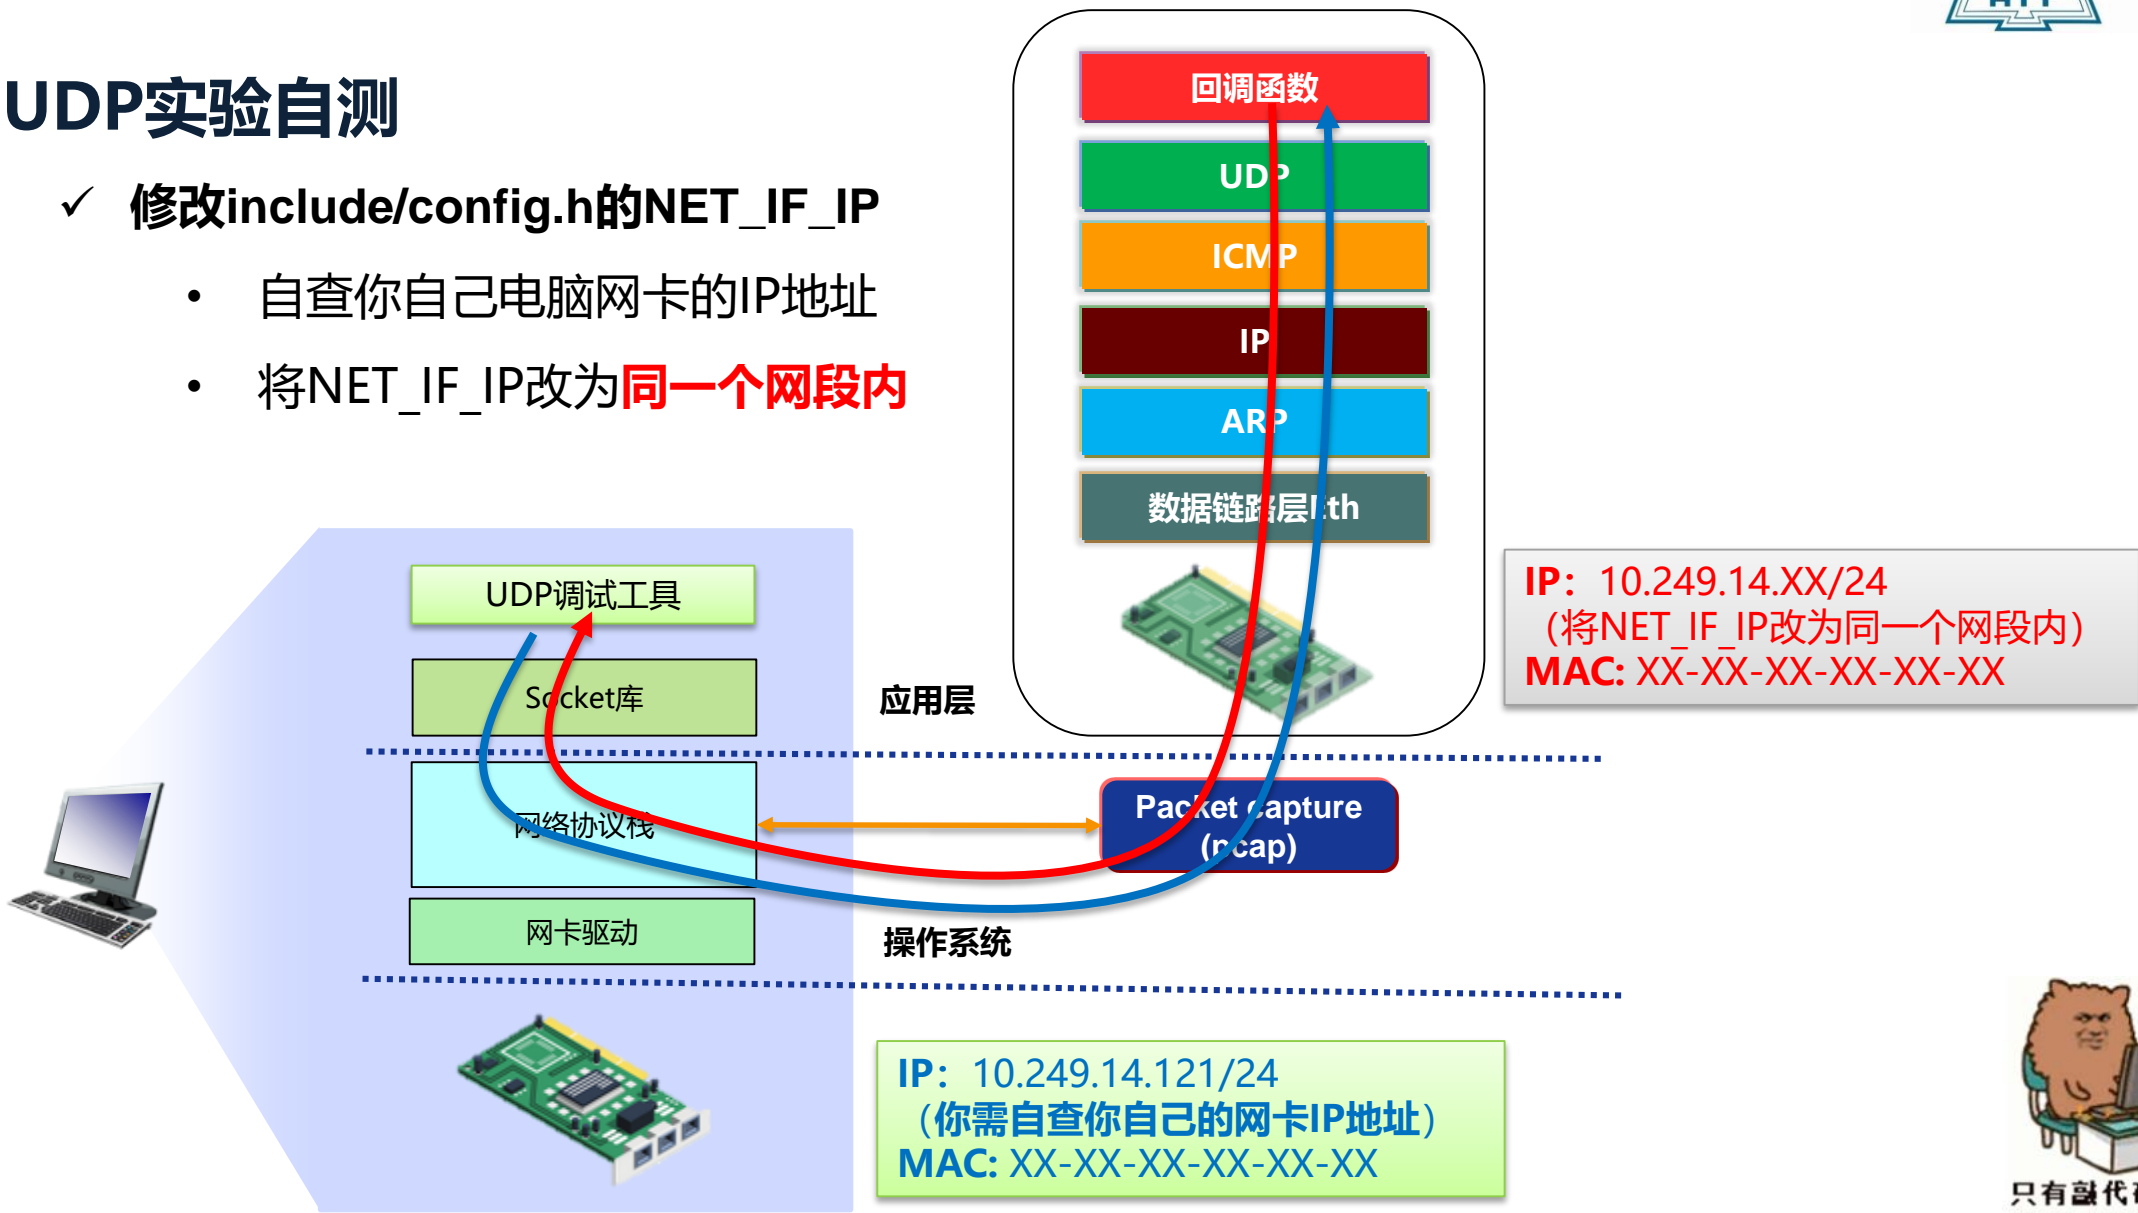 UDP实验自测
✓ 修改include/config.h的NET_IF_IP
• 自查你自己电脑网卡的IP地址
• 将NET_IF_IP改为同一个网段内
回调函数
UDP
ICMP
IP
ARP
数据链路层Eth
IP：10.249.14.XX/24
（将NET_IF_IP改为同一个网段内）
MAC: XX-XX-XX-XX-XX-XX
UDP调试工具
Socket库
应用层
网络协议栈
Packet capture
(pcap)
网卡驱动
操作系统
IP：10.249.14.121/24
（你需自查你自己的网卡IP地址）
MAC: XX-XX-XX-XX-XX-XX
只有敲代